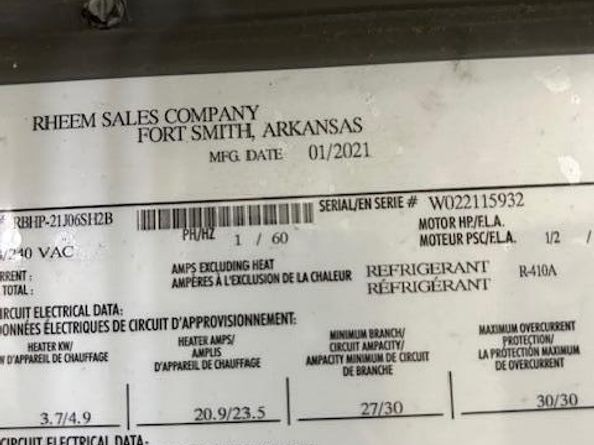 RHEEM SALES COMPANY
FORT SMITH, ARKANSAS
MFG. DATE 01/2021
RBHP-21J06SH2B
SERIAL/EN SERIE # W022115932
PH/HZ 1 / 60
MOTOR HP/F.L.A.
MOTEUR PSC/F.L.A. 1/2 /
/240 VAC
RRENT :
TOTAL :
AMPS EXCLUDING HEAT
AMPÈRES À L'EXCLUSION DE LA CHALEUR
REFRIGERANT R-410A
RÉFRIGÉRANT
IRCUIT ELECTRICAL DATA:
DONNÉES ÉLECTRIQUES DE CIRCUIT D'APPROVISIONNEMENT:
HEATER KW/
W D'APPAREIL DE CHAUFFAGE
HEATER AMPS/
AMPLIS
D'APPAREIL DE CHAUFFAGE
MINIMUM BRANCH/
CIRCUIT AMPACITY/
AMPACITY MINIMUM DE CIRCUIT
DE BRANCHE
MAXIMUM OVERCURRENT
PROTECTION/
LA PROTECTION MAXIMUM
DE OVERCURRENT
3.7/4.9 20.9/23.5 27/30 30/30
CIRCUIT ELECTRICAL DATA: